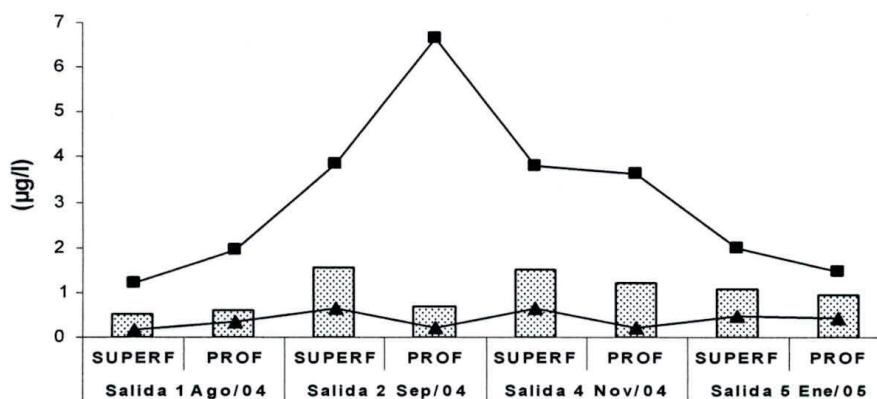 7
6
5
4
3
2
1
0
(µg/l)
SUPERF PROF SUPERF PROF SUPERF PROF SUPERF PROF
Salida 1 Ago/04 Salida 2 Sep/04 Salida 4 Nov/04 Salida 5 Ene/05